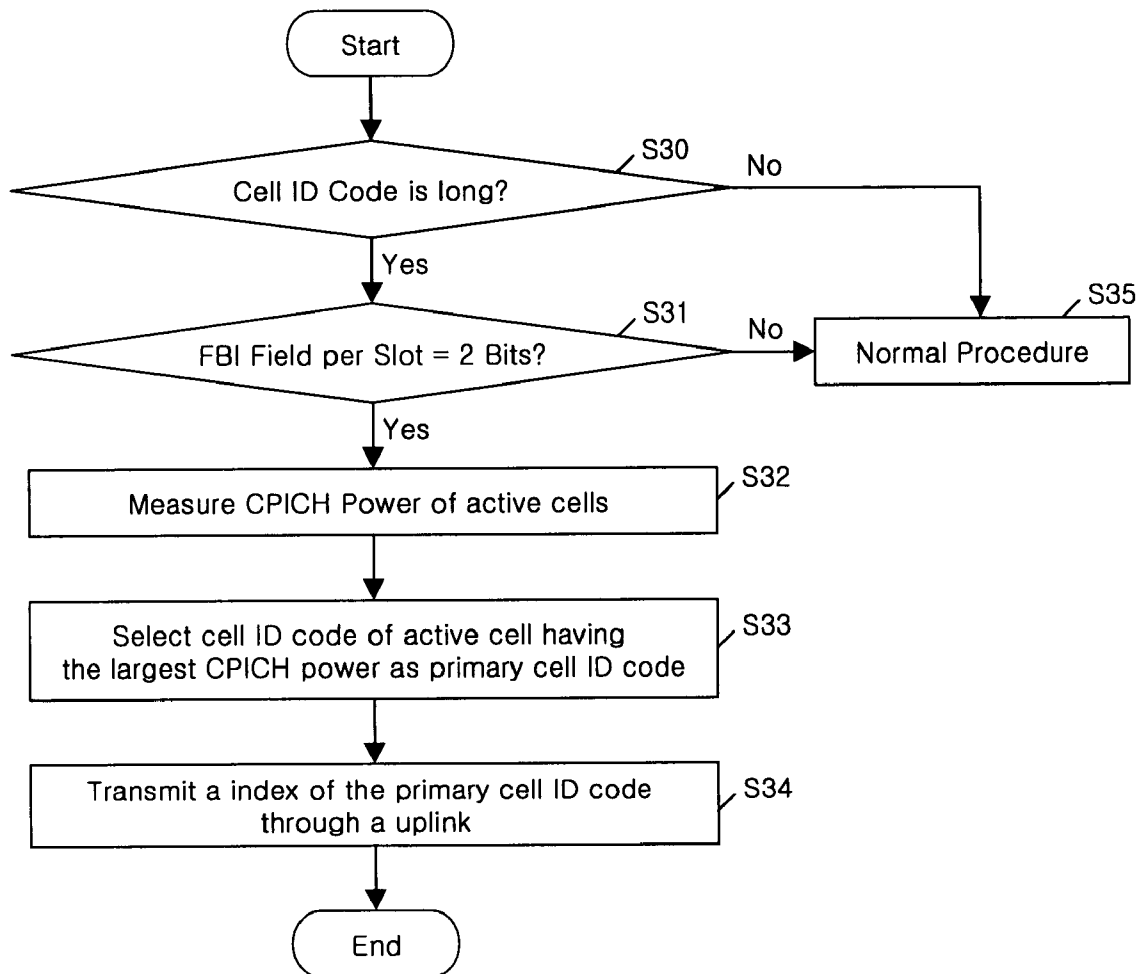 Start
S30
Cell ID Code is long?
No
Yes
S31
FBI Field per Slot = 2 Bits?
No
S35
Normal Procedure
Yes
S32
Measure CPICH Power of active cells
S33
Select cell ID code of active cell having
the largest CPICH power as primary cell ID code
S34
Transmit a index of the primary cell ID code
through a uplink
End